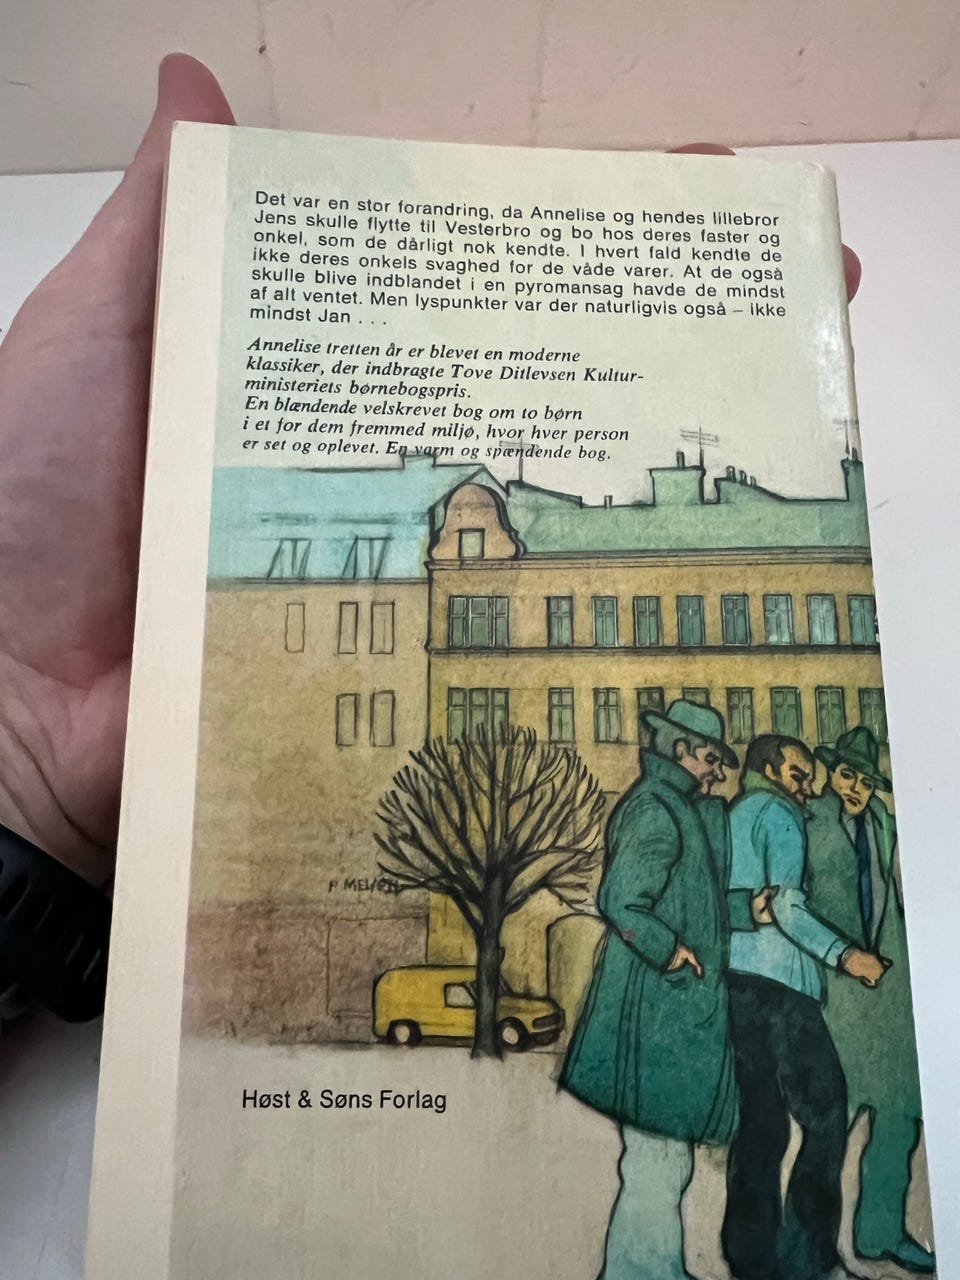 Det var en stor forandring, da Annelise og hendes lillebror
Jens skulle flytte til Vesterbro og bo hos deres faster og
onkel, som de dårligt nok kendte. I hvert fald kendte de
ikke deres onkels svaghed for de våde varer. At de også
skulle blive indblandet i en pyromansag havde de mindst
af alt ventet. Men lyspunkter var der naturligvis også – ikke
mindst Jan . . .
Annelise tretten år er blevet en moderne
klassiker, der indbragte Tove Ditlevsen Kultur-
ministeriets børnebogspris.
En blændende velskrevet bog om to børn
i et for dem fremmed miljø, hvor hver person
er set og oplevet. En varm og spændende bog.
Høst & Søns Forlag